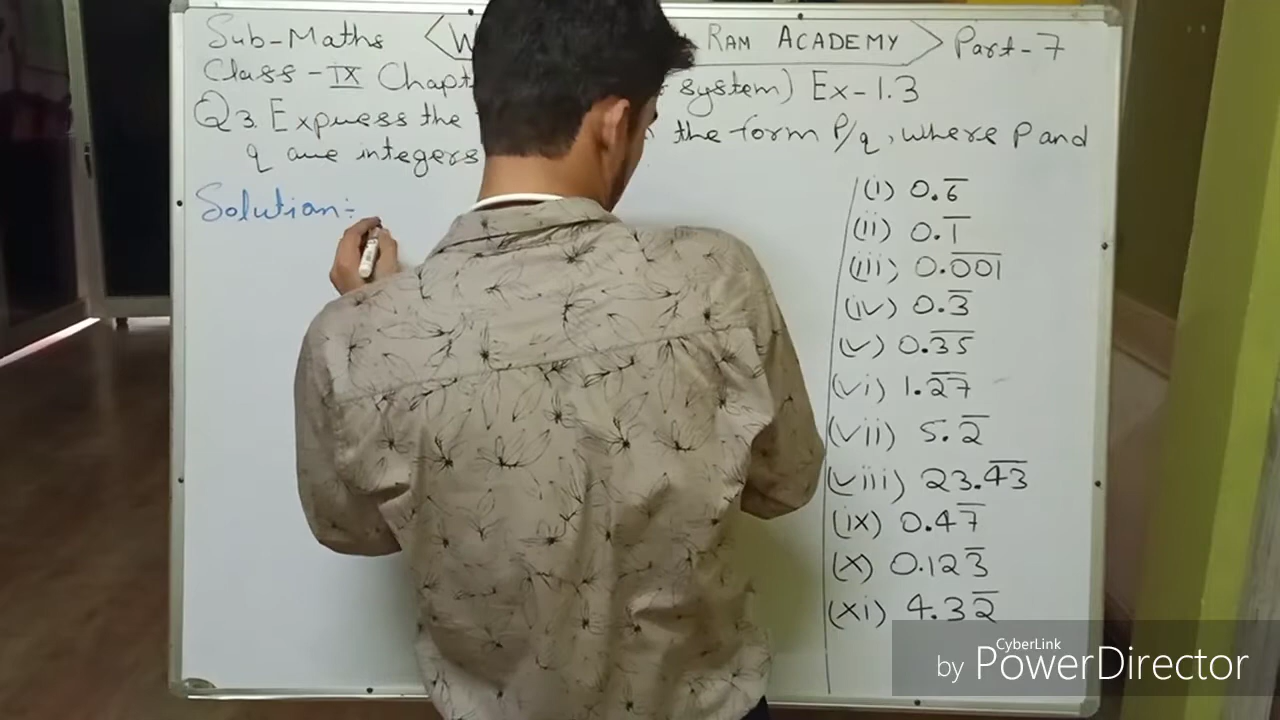 Sub-Maths RAM ACADEMY Part-7
Class-IX system) Ex-1.3
Q3. Express the the form P/q, where P and
q are integers
Solution:
(i) 0.6̅
(ii) 0.1̅
(iii) 0.0̅0̅1̅
(iv) 0.3̅
(v) 0.3̅5̅
(vi) 1.2̅7̅
(vii) 5.2̅
(viii) 23.4̅3̅
(ix) 0.47̅
(x) 0.123̅
(xi) 4.32̅
CyberLink
by PowerDirector